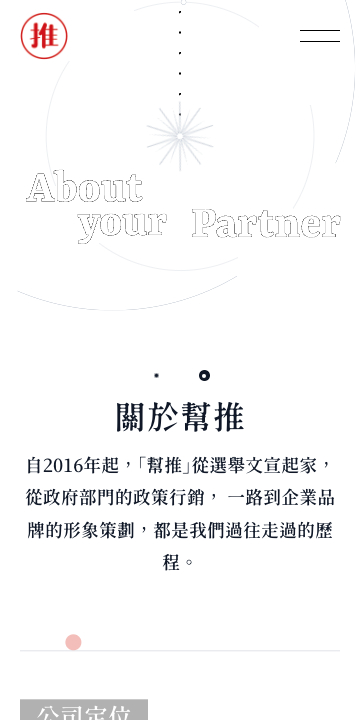 推
About
your Partner
關於幫推
自2016年起，「幫推」從選舉文宣起家，
從政府部門的政策行銷， 一路到企業品
牌的形象策劃，都是我們過往走過的歷
程。
公司定位